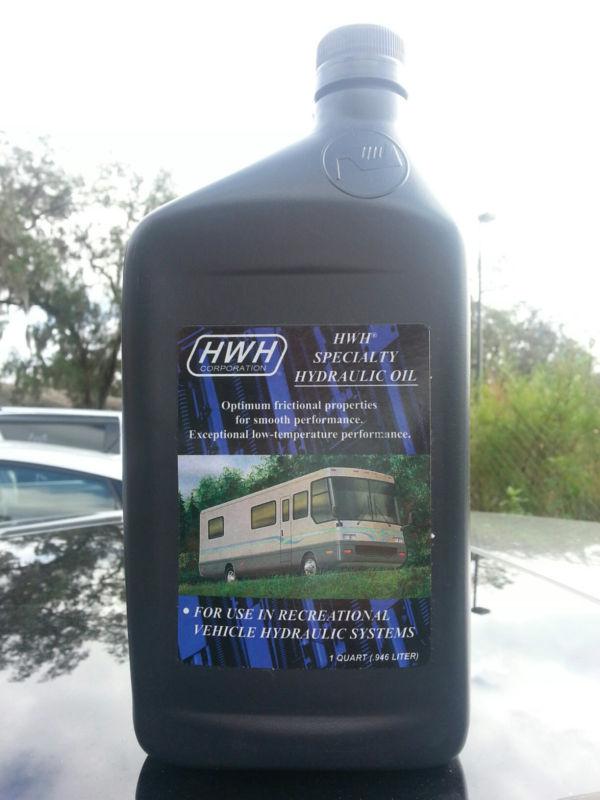 HWH
CORPORATION
HWH®
SPECIALTY
HYDRAULIC OIL
Optimum frictional properties
for smooth performance.
Exceptional low-temperature performance.
• FOR USE IN RECREATIONAL
VEHICLE HYDRAULIC SYSTEMS
1 QUART (.946 LITER)